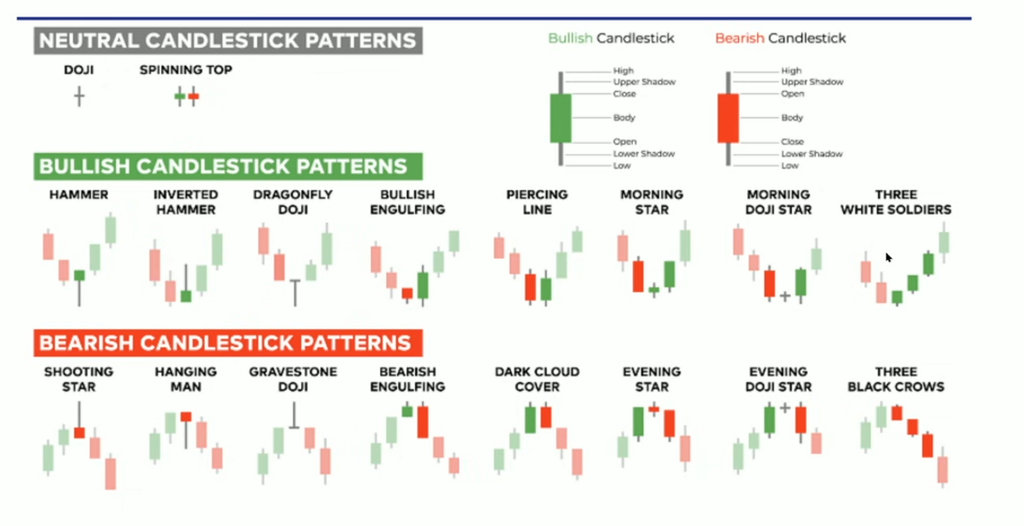 NEUTRAL CANDLESTICK PATTERNS
DOJI
SPINNING TOP
Bullish Candlestick
High
Upper Shadow
Close
Body
Open
Lower Shadow
Low
Bearish Candlestick
High
Upper Shadow
Open
Body
Close
Lower Shadow
Low
BULLISH CANDLESTICK PATTERNS
HAMMER
INVERTED
HAMMER
DRAGONFLY
DOJI
BULLISH
ENGULFING
PIERCING
LINE
MORNING
STAR
MORNING
DOJI STAR
THREE
WHITE SOLDIERS
BEARISH CANDLESTICK PATTERNS
SHOOTING
STAR
HANGING
MAN
GRAVESTONE
DOJI
BEARISH
ENGULFING
DARK CLOUD
COVER
EVENING
STAR
EVENING
DOJI STAR
THREE
BLACK CROWS